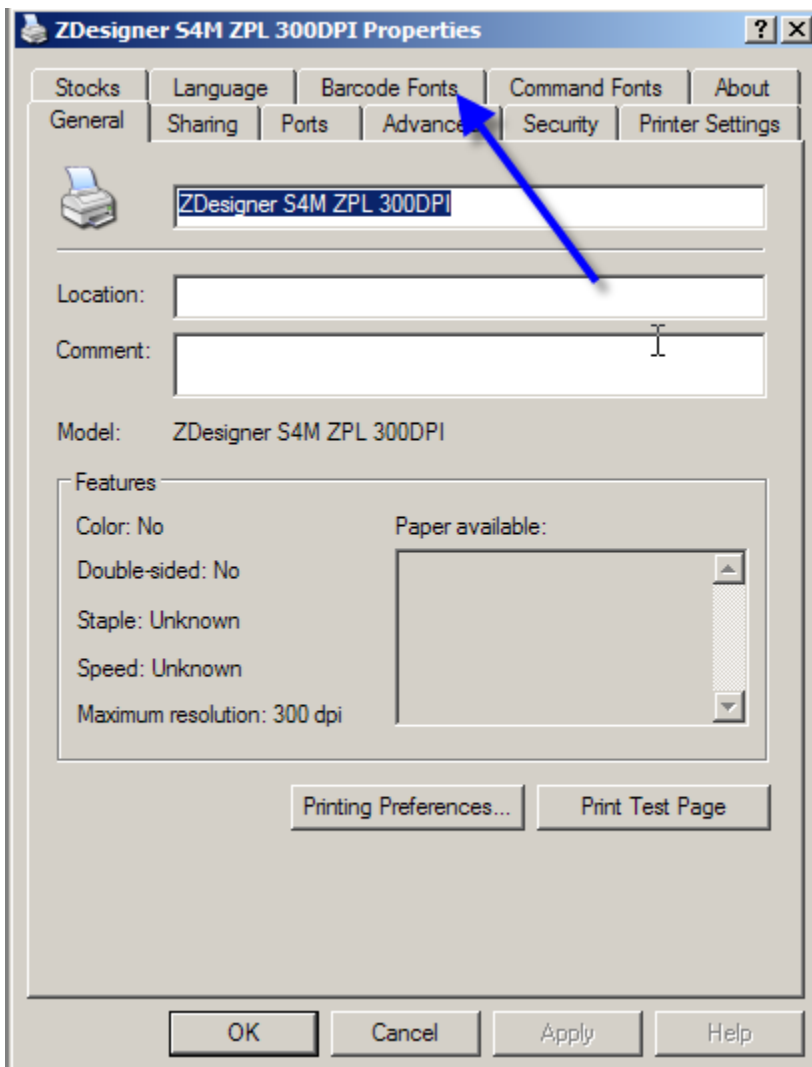 ZDesigner S4M ZPL 300DPI Properties
Stocks Language Barcode Fonts Command Fonts About
General Sharing Ports Advanced Security Printer Settings
ZDesigner S4M ZPL 300DPI
Location:
Comment:
Model: ZDesigner S4M ZPL 300DPI
Features
Color: No Paper available:
Double-sided: No
Staple: Unknown
Speed: Unknown
Maximum resolution: 300 dpi
Printing Preferences... Print Test Page
OK Cancel Apply Help